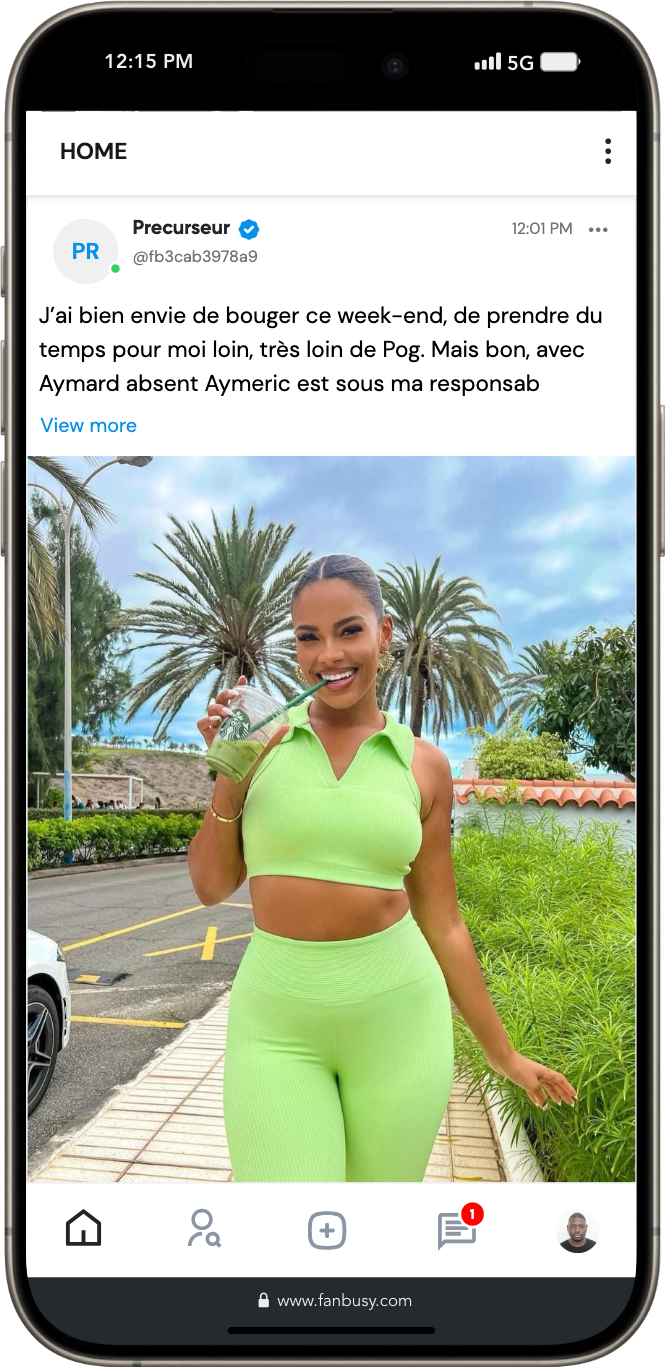 12:15 PM
5G
HOME
PR
Precurseur
12:01 PM
@fb3cab3978a9
J’ai bien envie de bouger ce week-end, de prendre du
temps pour moi loin, très loin de Pog. Mais bon, avec
Aymard absent Aymeric est sous ma responsab
View more
1
www.fanbusy.com